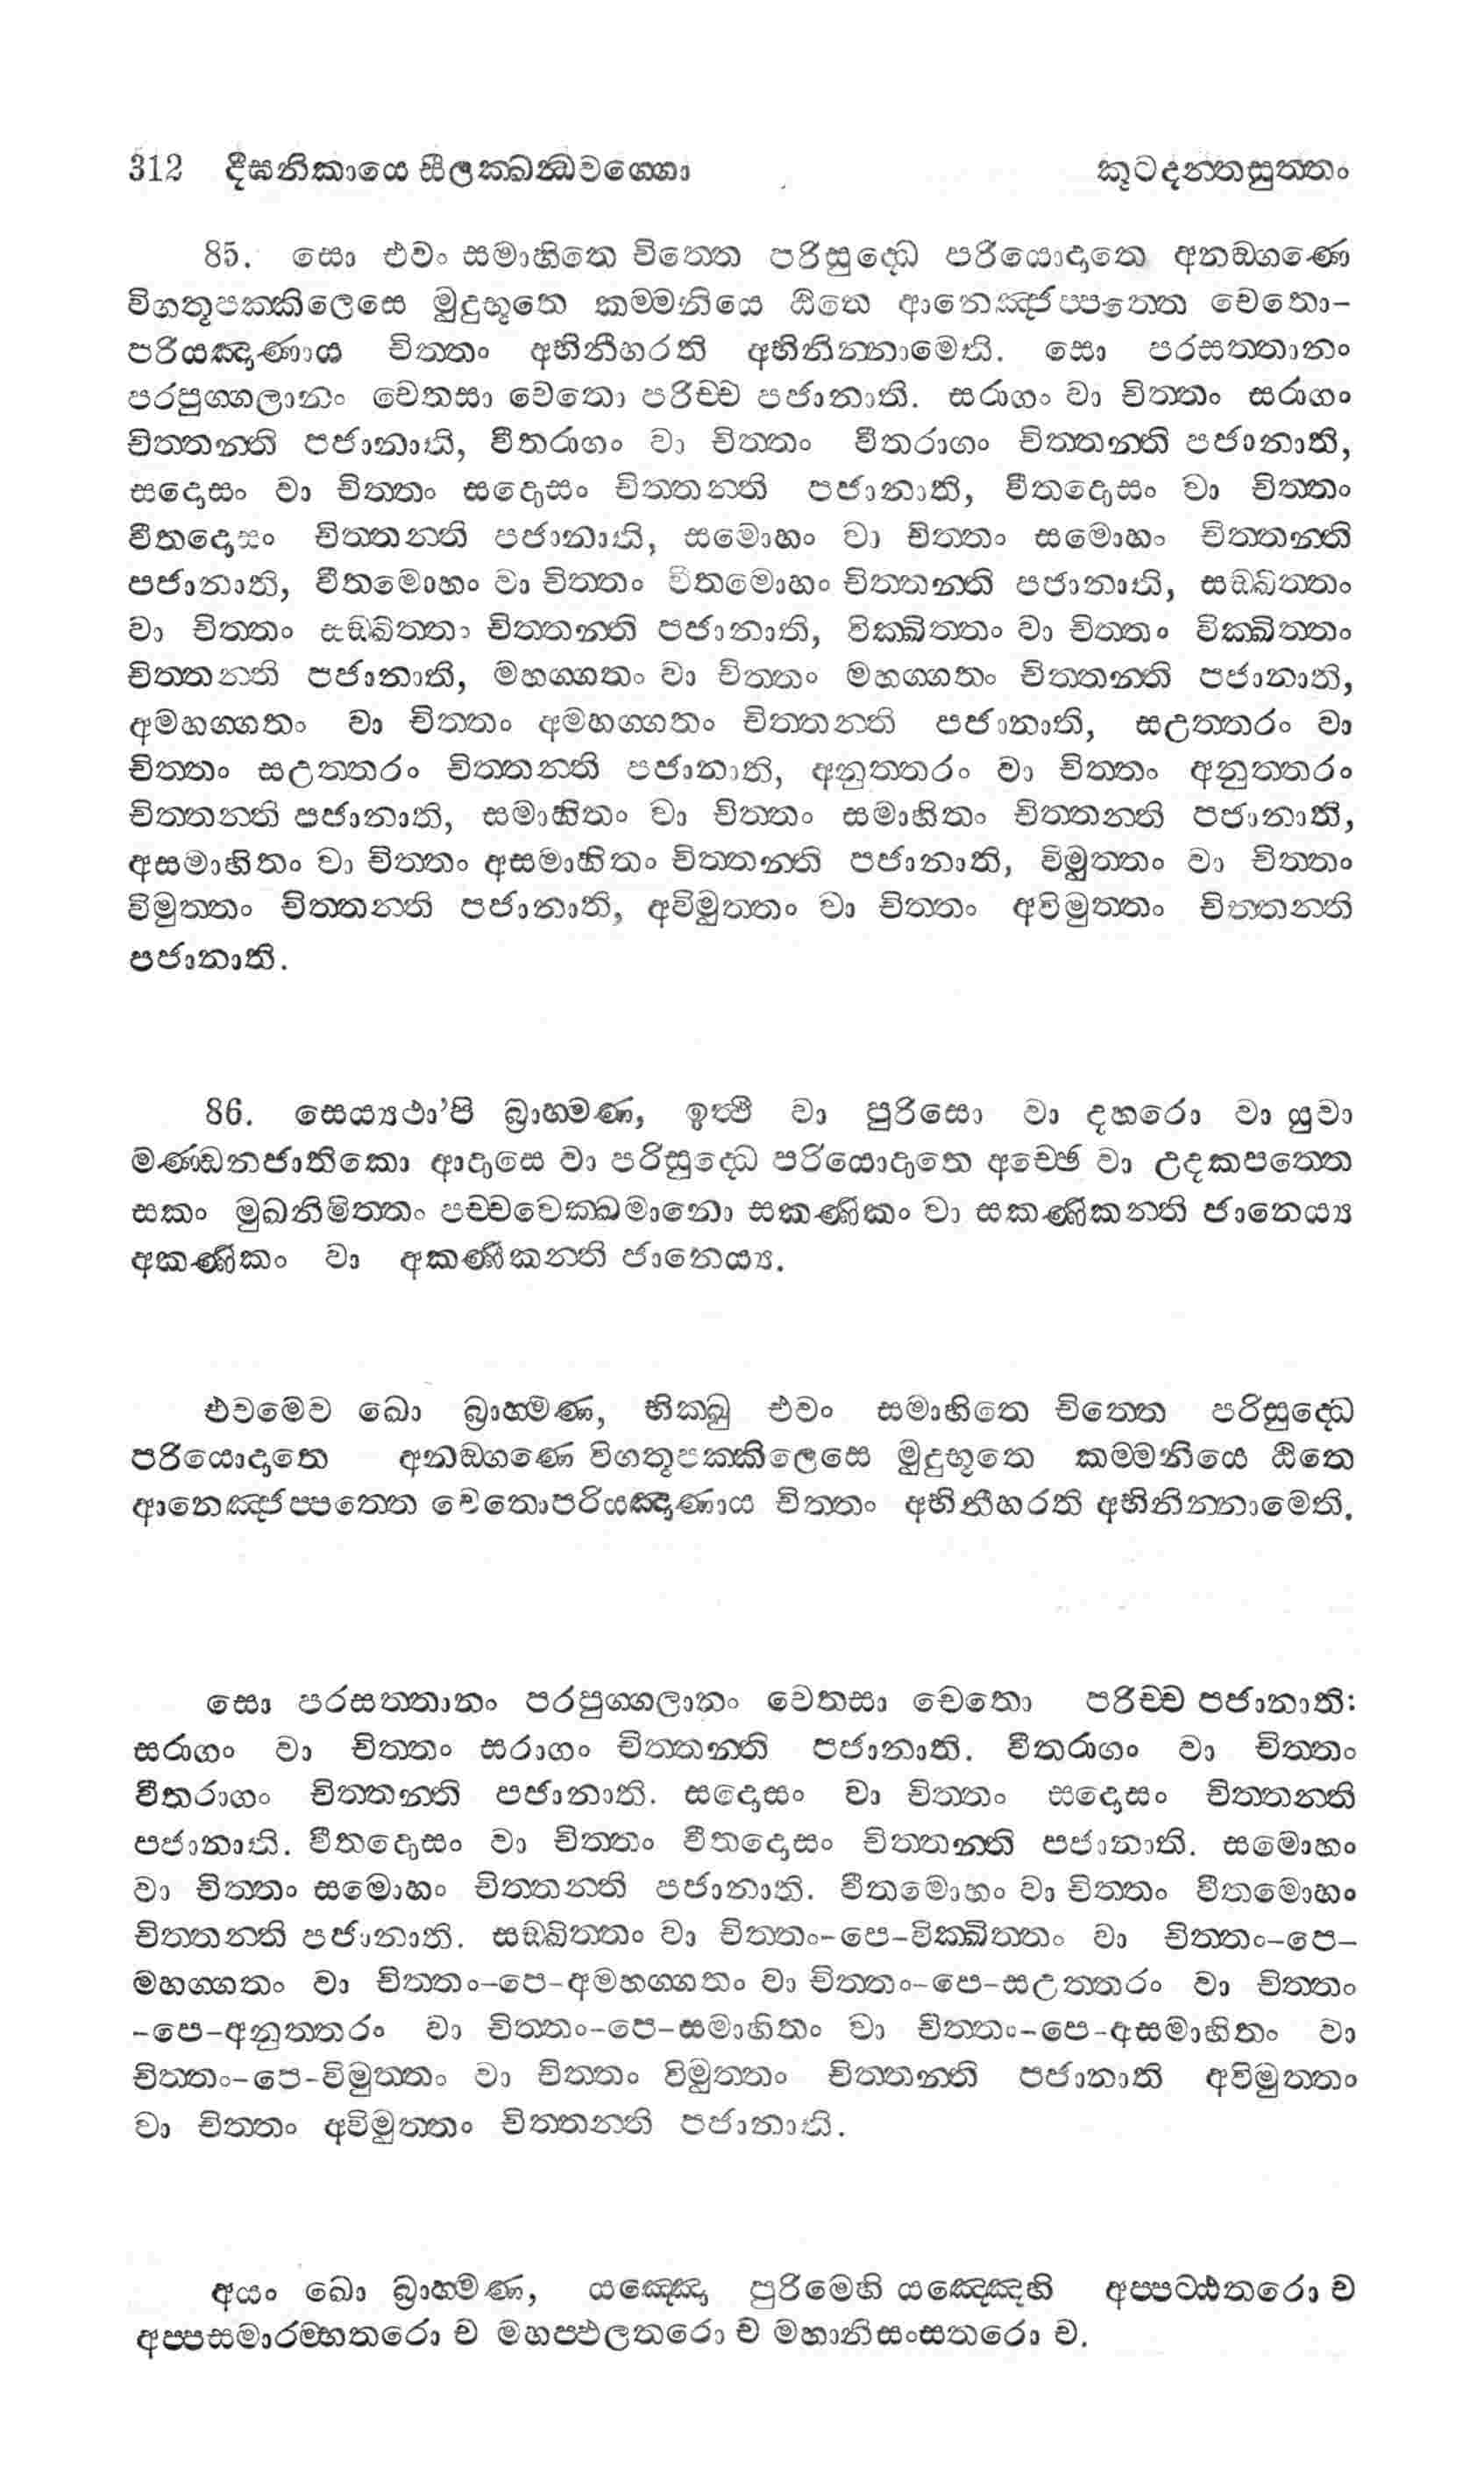 312 දීඝනිකායෙ සීලක්ඛන්ධවග්ගො කූටදන්තසුත්තං
85. සො එවං සමාහිතෙ චිත්තෙ පරිසුද්ධෙ පරියොදාතෙ අනඞ්ගණෙ
විගතූපක්කිලෙසෙ මුදුභූතෙ කම්මනියෙ ඨිතෙ ආනෙඤ්ජප්පත්තෙ චෙතො-
පරියඤාණාය චිත්තං අභිනීහරති අභිනින්නාමෙති. සො පරසත්තානං
පරපුග්ගලානං චෙතසා චෙතො පරිච්ච පජානාති. සරාගං වා චිත්තං සරාගං
චිත්තන්ති පජානාති, වීතරාගං වා චිත්තං වීතරාගං චිත්තන්ති පජානාති,
සදොසං වා චිත්තං සදොසං චිත්තන්ති පජානාති, වීතදොසං වා චිත්තං
වීතදොසං චිත්තන්ති පජානාති, සමොහං වා චිත්තං සමොහං චිත්තන්ති
පජානාති, වීතමොහං වා චිත්තං වීතමොහං චිත්තන්ති පජානාති, සඞ්ඛිත්තං
වා චිත්තං සඞ්ඛිත්තං චිත්තන්ති පජානාති, වික්ඛිත්තං වා චිත්තං වික්ඛිත්තං
චිත්තන්ති පජානාති, මහග්ගතං වා චිත්තං මහග්ගතං චිත්තන්ති පජානාති,
අමහග්ගතං වා චිත්තං අමහග්ගතං චිත්තන්ති පජානාති, සඋත්තරං වා
චිත්තං සඋත්තරං චිත්තන්ති පජානාති, අනුත්තරං වා චිත්තං අනුත්තරං
චිත්තන්ති පජානාති, සමාහිතං වා චිත්තං සමාහිතං චිත්තන්ති පජානාති,
අසමාහිතං වා චිත්තං අසමාහිතං චිත්තන්ති පජානාති, විමුත්තං වා චිත්තං
විමුත්තං චිත්තන්ති පජානාති, අවිමුත්තං වා චිත්තං අවිමුත්තං චිත්තන්ති
පජානාති.
86. සෙය්‍යථා’පි බ්‍රාහ්මණ, ඉත්ථි වා පුරිසො වා දහරො වා යුවා
මණ්ඩනජාතිකො ආදාසෙ වා පරිසුද්ධෙ පරියොදාතෙ අච්ඡෙ වා උදකපත්තෙ
සකං මුඛනිමිත්තං පච්චවෙක්ඛමානො සකණිකං වා සකණිකන්ති ජානෙය්‍ය
අකණිකං වා අකණිකන්ති ජානෙය්‍ය.
එවමෙව ඛො බ්‍රාහ්මණ, භික්ඛු එවං සමාහිතෙ චිත්තෙ පරිසුද්ධෙ
පරියොදාතෙ අනඞ්ගණෙ විගතූපක්කිලෙසෙ මුදුභූතෙ කම්මනියෙ ඨිතෙ
ආනෙඤ්ජප්පත්තෙ චෙතොපරියඤාණාය චිත්තං අභිනීහරති අභිනින්නාමෙති.
සො පරසත්තානං පරපුග්ගලානං චෙතසා චෙතො පරිච්ච පජානාති:
සරාගං වා චිත්තං සරාගං චිත්තන්ති පජානාති. වීතරාගං වා චිත්තං
වීතරාගං චිත්තන්ති පජානාති. සදොසං වා චිත්තං සදොසං චිත්තන්ති
පජානාති. වීතදොසං වා චිත්තං වීතදොසං චිත්තන්ති පජානාති. සමොහං
වා චිත්තං සමොහං චිත්තන්ති පජානාති. වීතමොහං වා චිත්තං වීතමොහං
චිත්තන්ති පජානාති. සඞ්ඛිත්තං වා චිත්තං-පෙ-වික්ඛිත්තං වා චිත්තං-පෙ-
මහග්ගතං වා චිත්තං-පෙ-අමහග්ගතං වා චිත්තං-පෙ-සඋත්තරං වා චිත්තං
-පෙ-අනුත්තරං වා චිත්තං-පෙ-සමාහිතං වා චිත්තං-පෙ-අසමාහිතං වා
චිත්තං-පෙ-විමුත්තං වා චිත්තං විමුත්තං චිත්තන්ති පජානාති අවිමුත්තං
වා චිත්තං අවිමුත්තං චිත්තන්ති පජානාති.
අයං ඛො බ්‍රාහ්මණ, යඤ්ඤො පුරිමෙහි යඤ්ඤෙහි අප්පට්ඨතරො ච
අප්පසමාරම්භතරො ච මහප්ඵලතරො ච මහානිසංසතරො ච.